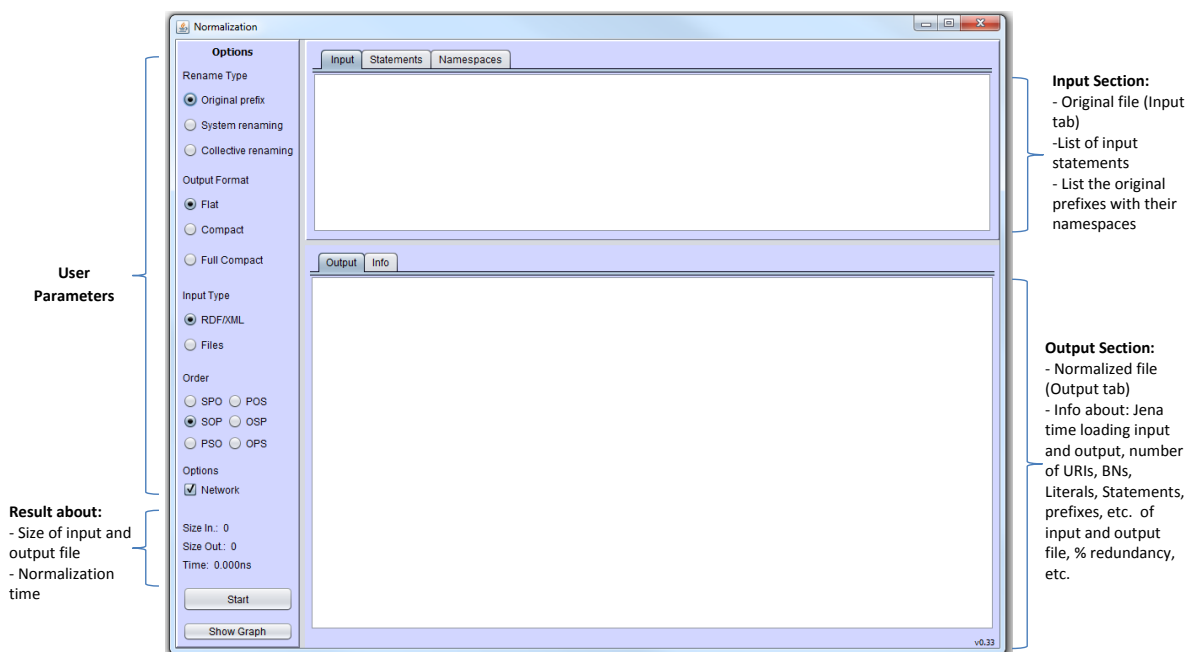 Normalization
Options
Rename Type
Original prefix
System renaming
Collective renaming
Output Format
Flat
Compact
Full Compact
Input Type
RDF/XML
Files
Order
SPO POS
SOP OSP
PSO OPS
Options
Network
Size In.: 0
Size Out.: 0
Time: 0.000ns
Start
Show Graph
Input Statements Namespaces
Output Info
v0.33
User
Parameters
Result about:
- Size of input and
output file
- Normalization
time
Input Section:
- Original file (Input
tab)
-List of input
statements
- List the original
prefixes with their
namespaces
Output Section:
- Normalized file
(Output tab)
- Info about: Jena
time loading input
and output, number
of URIs, BNs,
Literals, Statements,
prefixes, etc. of
input and output
file, % redundancy,
etc.